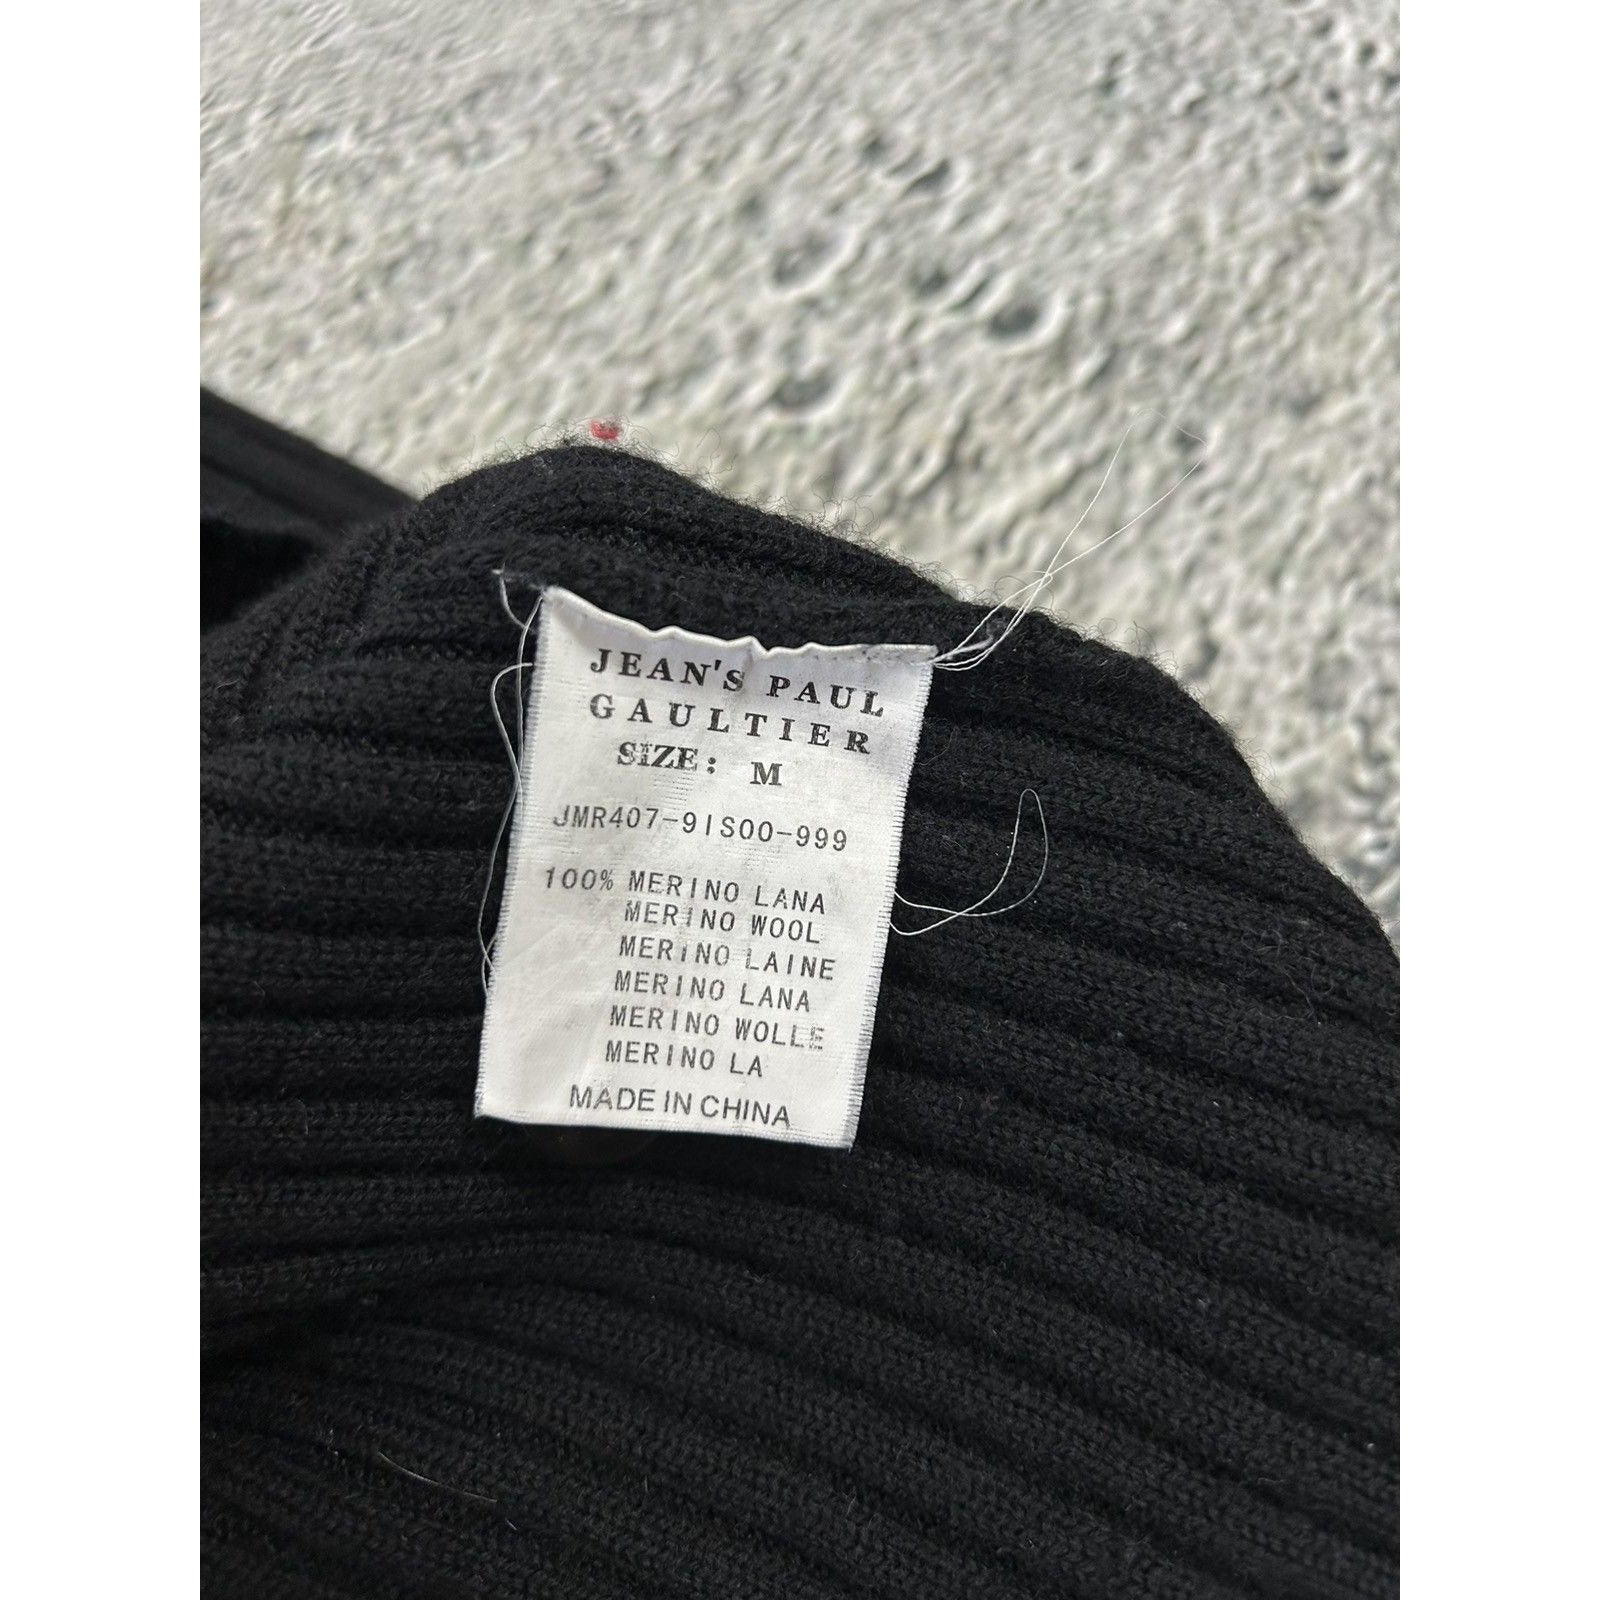 JEAN'S PAUL
GAULTIER
SIZE: M
JMR407-91S00-999
100% MERINO LANA
MERINO WOOL
MERINO LAINE
MERINO LANA
MERINO WOLLE
MERINO LA
MADE IN CHINA